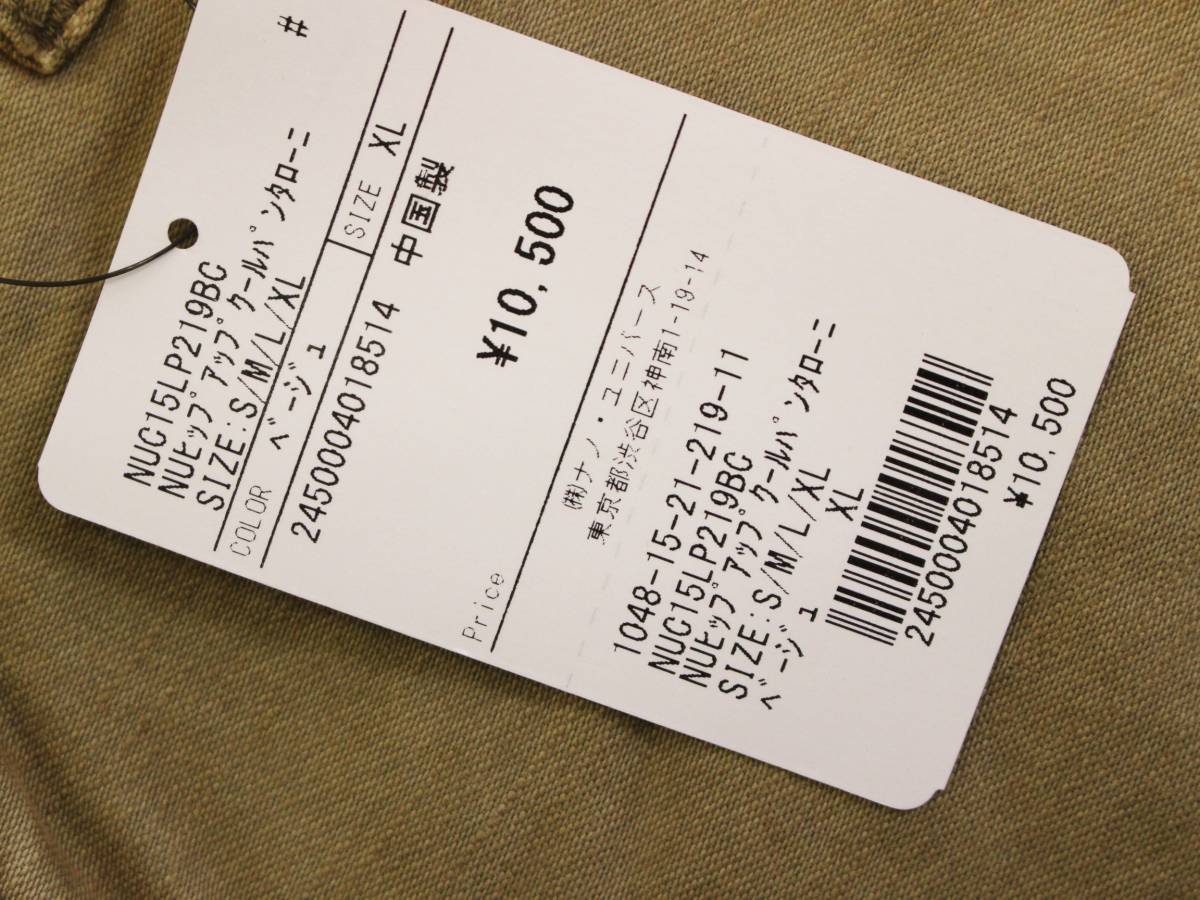 #
NUC15LP219BC
NUﾋｯﾌﾟｱｯﾌﾟｸｰﾙﾊﾟﾝﾀﾛｰﾆ
SIZE:S/M/L/XL
COLOR ﾍﾞｰｼﾞｭ SIZE XL
2450004018514 中国製
¥10,500
Price
㈱ナノ・ユニバース
東京都渋谷区神南1-19-14
1048-15-21-219-11
NUC15LP219BC
NUﾋｯﾌﾟｱｯﾌﾟｸｰﾙﾊﾟﾝﾀﾛｰﾆ
SIZE:S/M/L/XL
ﾍﾞｰｼﾞｭ XL
2450004018514
¥10,500